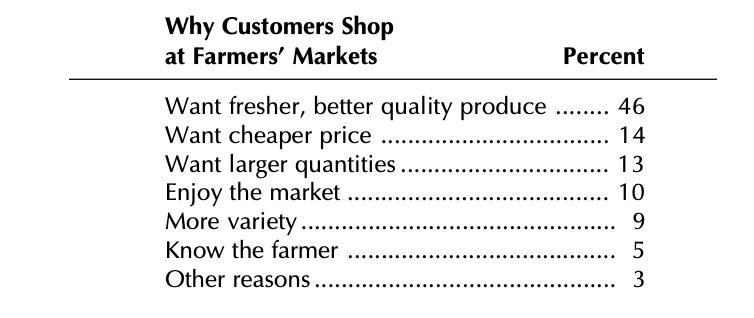 Why Customers Shop
at Farmers’ Markets Percent
Want fresher, better quality produce ........ 46
Want cheaper price .................................. 14
Want larger quantities ............................... 13
Enjoy the market ....................................... 10
More variety ............................................... 9
Know the farmer ........................................ 5
Other reasons ............................................. 3